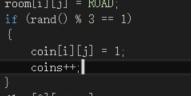 room[i][j] = ROAD;
if (rand() % 3 == 1)
{
coin[i][j] = 1;
coins++;
}